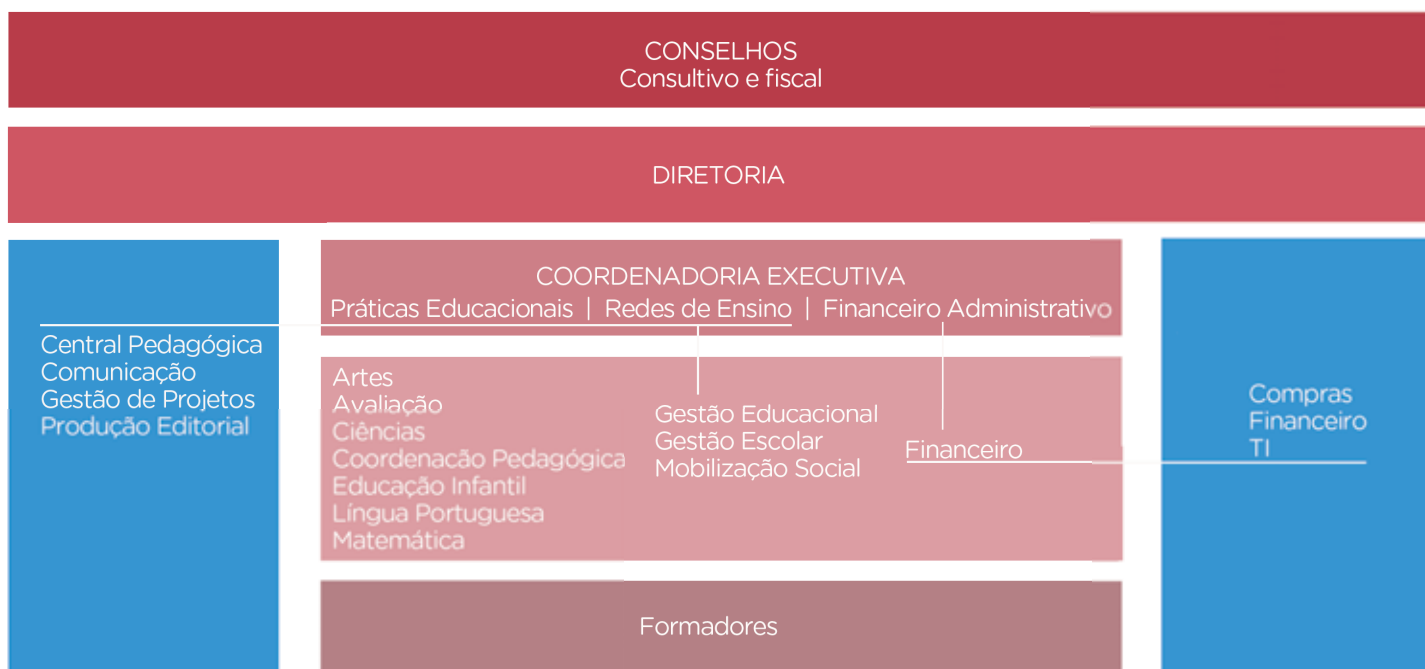 CONSELHOS
Consultivo e fiscal
DIRETORIA
COORDENADORIA EXECUTIVA
Práticas Educacionais | Redes de Ensino | Financeiro Administrativo
Central Pedagógica
Comunicação
Gestão de Projetos
Produção Editorial
Artes
Avaliação
Ciências
Coordenacão Pedagógica
Educação Infantil
Língua Portuguesa
Matemática
Gestão Educacional
Gestão Escolar
Mobilização Social
Financeiro
Compras
Financeiro
TI
Formadores